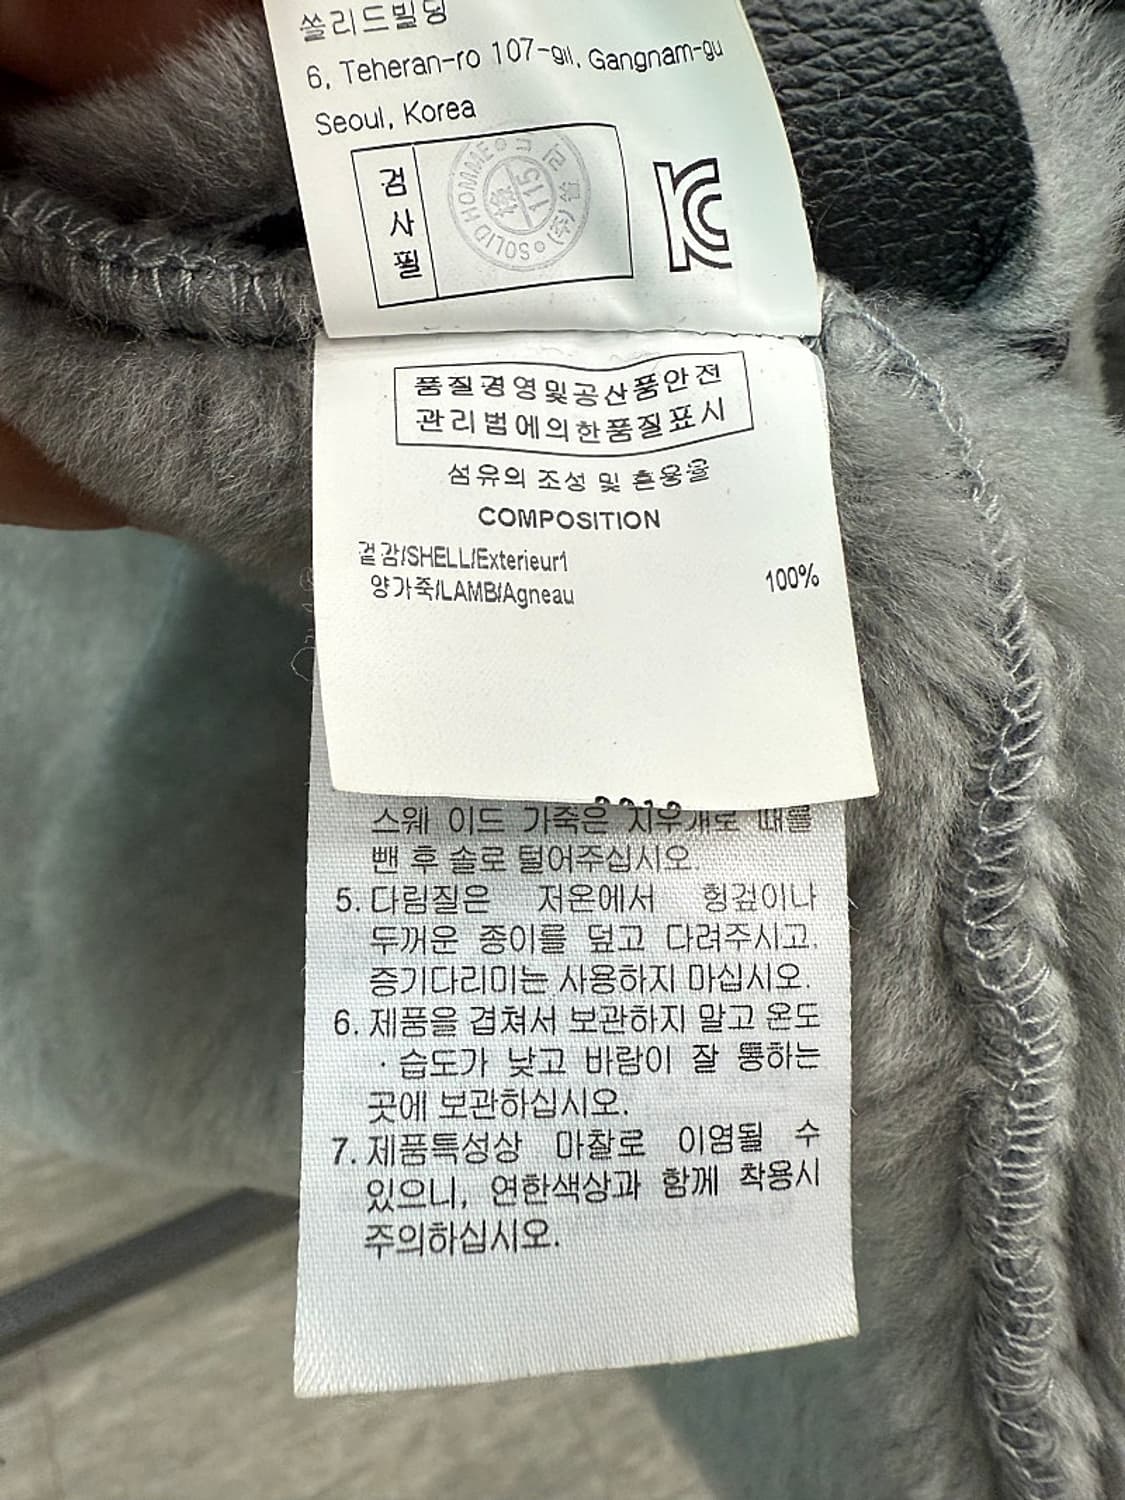 쏠리드빌딩
6, Teheran-ro 107-gil, Gangnam-gu
Seoul, Korea
검사필
SOLID HOMME
115
품질경영및공산품안전
관리법에의한품질표시
섬유의 조성 및 혼용율
COMPOSITION
겉감/SHELL/Exterieur1
양가죽/LAMB/Agneau 100%
스웨이드 가죽은 지우개로 때를
뺀 후 솔로 털어주십시오.
5. 다림질은 저온에서 헝겊이나
두꺼운 종이를 덮고 다려주시고,
증기다리미는 사용하지 마십시오.
6. 제품을 겹쳐서 보관하지 말고 온도
· 습도가 낮고 바람이 잘 통하는
곳에 보관하십시오.
7. 제품특성상 마찰로 이염될 수
있으니, 연한색상과 함께 착용시
주의하십시오.